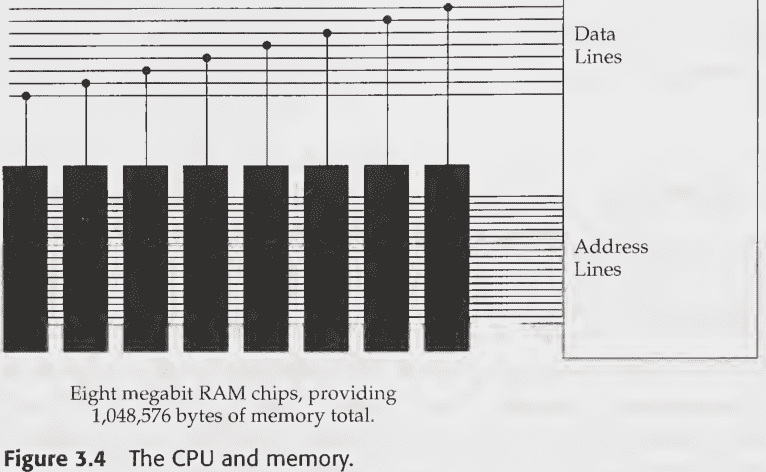 Data
Lines
Address
Lines
Eight megabit RAM chips, providing
1,048,576 bytes of memory total.
Figure 3.4 The CPU and memory.